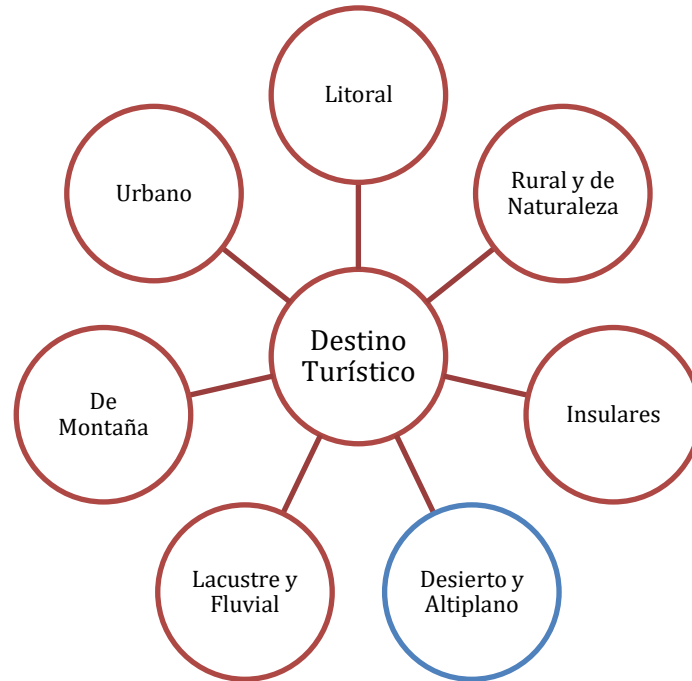 Litoral
Urbano
Rural y de
Naturaleza
Destino
Turístico
De
Montaña
Insulares
Lacustre y
Fluvial
Desierto y
Altiplano